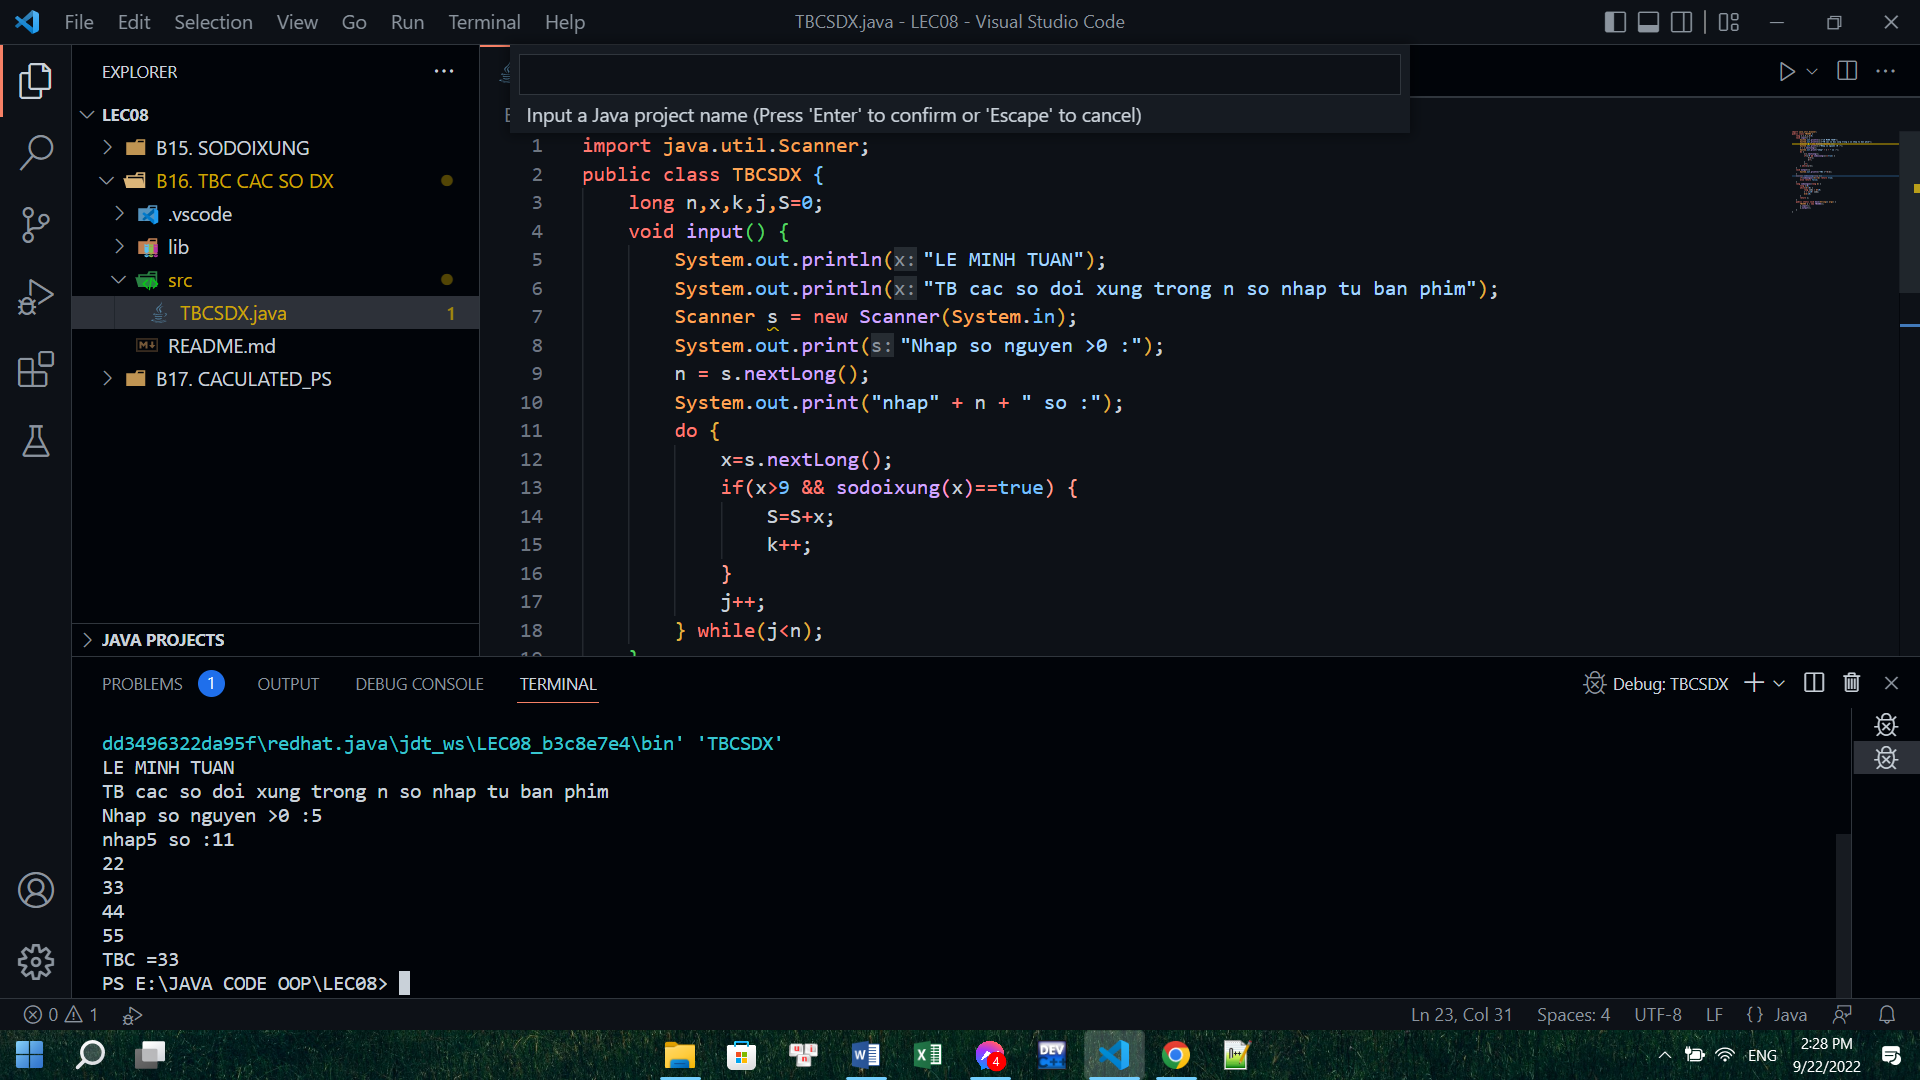 File Edit Selection View Go Run Terminal Help
TBCSDX.java - LEC08 - Visual Studio Code
EXPLORER
Input a Java project name (Press 'Enter' to confirm or 'Escape' to cancel)
LEC08
B15. SODOIXUNG
B16. TBC CAC SO DX
.vscode
lib
src
TBCSDX.java 1
README.md
B17. CACULATED_PS
JAVA PROJECTS
1 import java.util.Scanner;
2 public class TBCSDX {
3 long n,x,k,j,S=0;
4 void input() {
5 System.out.println(x: "LE MINH TUAN");
6 System.out.println(x: "TB cac so doi xung trong n so nhap tu ban phim");
7 Scanner s = new Scanner(System.in);
8 System.out.print(s: "Nhap so nguyen >0 :");
9 n = s.nextLong();
10 System.out.print("nhap" + n + " so :");
11 do {
12 x=s.nextLong();
13 if(x>9 && sodoixung(x)==true) {
14 S=S+x;
15 k++;
16 }
17 j++;
18 } while(j<n);
PROBLEMS 1 OUTPUT DEBUG CONSOLE TERMINAL
Debug: TBCSDX
dd3496322da95f\redhat.java\jdt_ws\LEC08_b3c8e7e4\bin' 'TBCSDX'
LE MINH TUAN
TB cac so doi xung trong n so nhap tu ban phim
Nhap so nguyen >0 :5
nhap5 so :11
22
33
44
55
TBC =33
PS E:\JAVA CODE OOP\LEC08>
0 1
Ln 23, Col 31 Spaces: 4 UTF-8 LF {} Java
4
DEV
C++
ENG
2:28 PM
9/22/2022